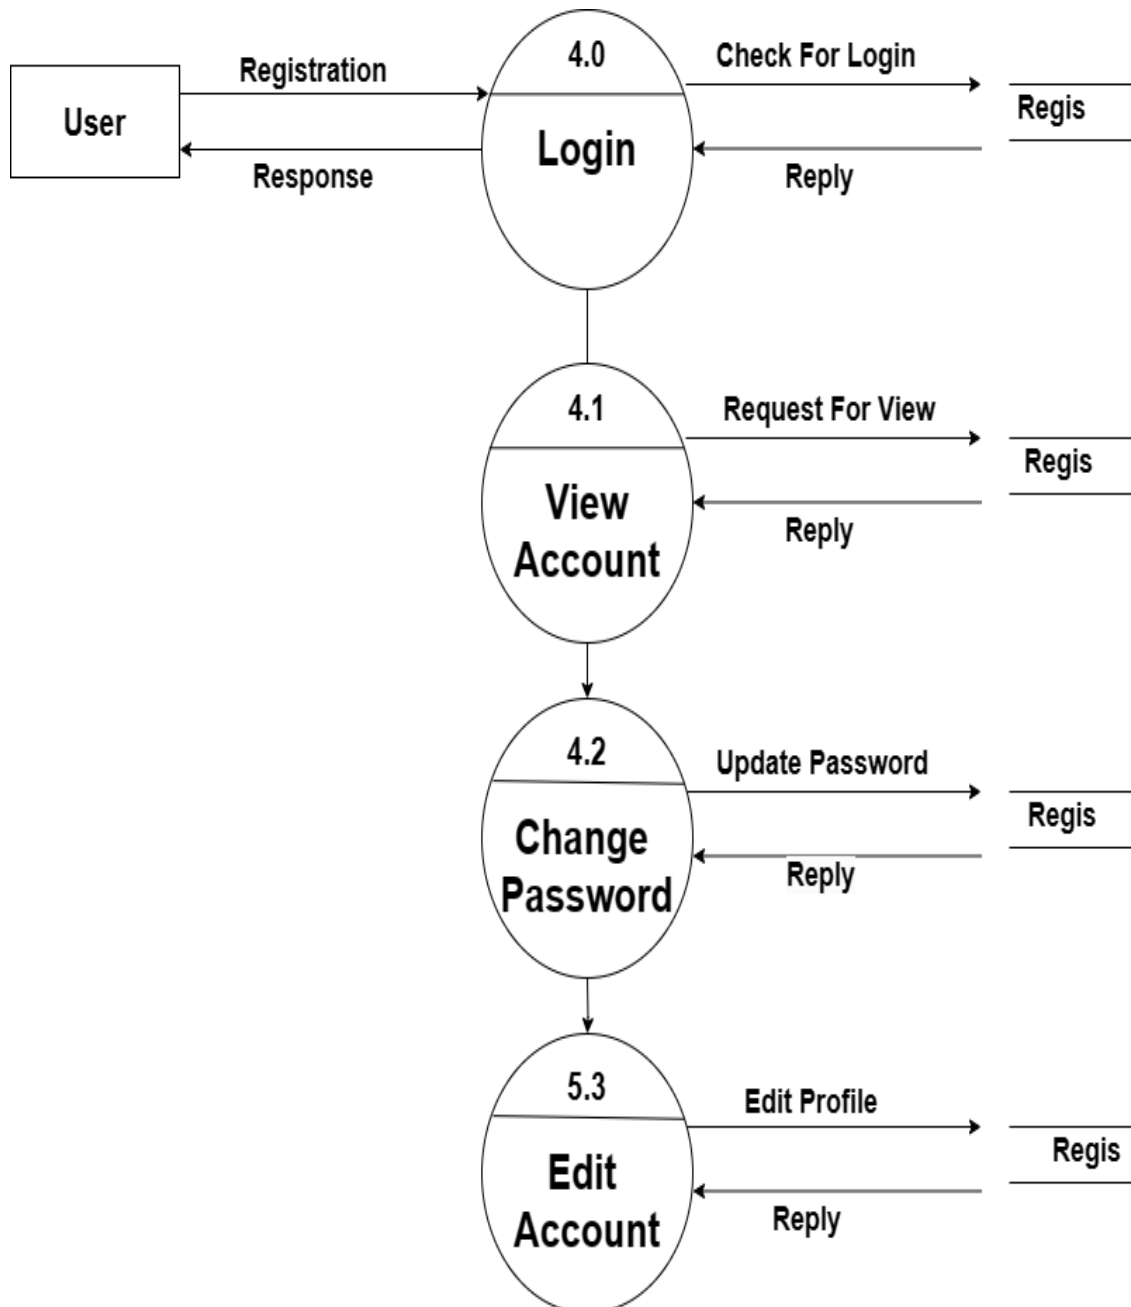 4.0
Check For Login
Registration
User
Regis
Login
Response
Reply
4.1
Request For View
Regis
View
Account
Reply
4.2
Update Password
Regis
Change
Password
Reply
5.3
Edit Profile
Regis
Edit
Account
Reply